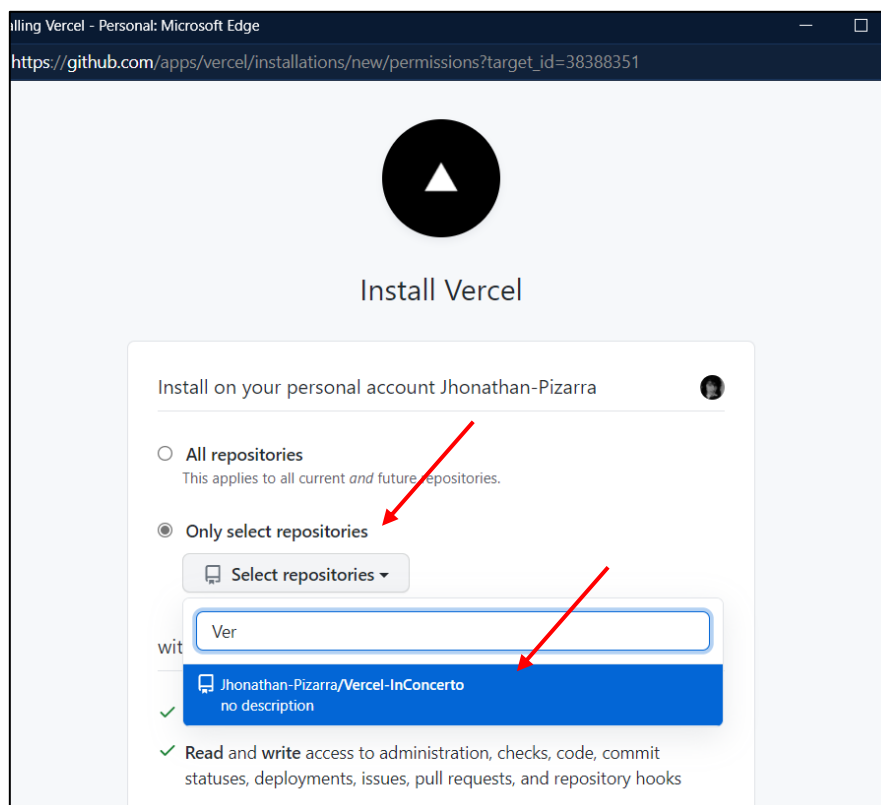 alling Vercel - Personal: Microsoft Edge
https://github.com/apps/vercel/installations/new/permissions?target_id=38388351
Install Vercel
Install on your personal account Jhonathan-Pizarra
All repositories
This applies to all current and future repositories.
Only select repositories
Select repositories
Ver
wit
Jhonathan-Pizarra/Vercel-InConcerto
no description
Read and write access to administration, checks, code, commit
statuses, deployments, issues, pull requests, and repository hooks